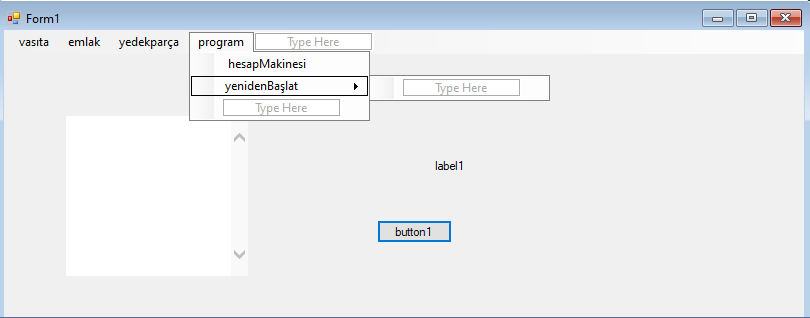 Form1
vasıta emlak yedekparça program Type Here
hesapMakinesi
yenidenBaşlat Type Here
Type Here
label1
button1